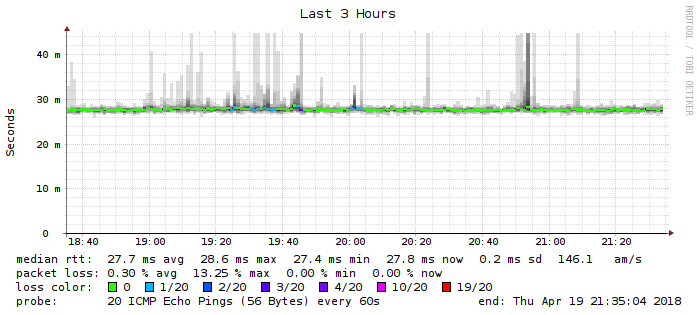 Last 3 Hours
RRDTOOL / TOBI OETIKER
Seconds
40 m
30 m
20 m
10 m
0
18:40 19:00 19:20 19:40 20:00 20:20 20:40 21:00 21:20
median rtt: 27.7 ms avg 28.6 ms max 27.4 ms min 27.8 ms now 0.2 ms sd 146.1 am/s
packet loss: 0.30 % avg 13.25 % max 0.00 % min 0.00 % now
loss color: 0 1/20 2/20 3/20 4/20 10/20 19/20
probe: 20 ICMP Echo Pings (56 Bytes) every 60s end: Thu Apr 19 21:35:04 2018